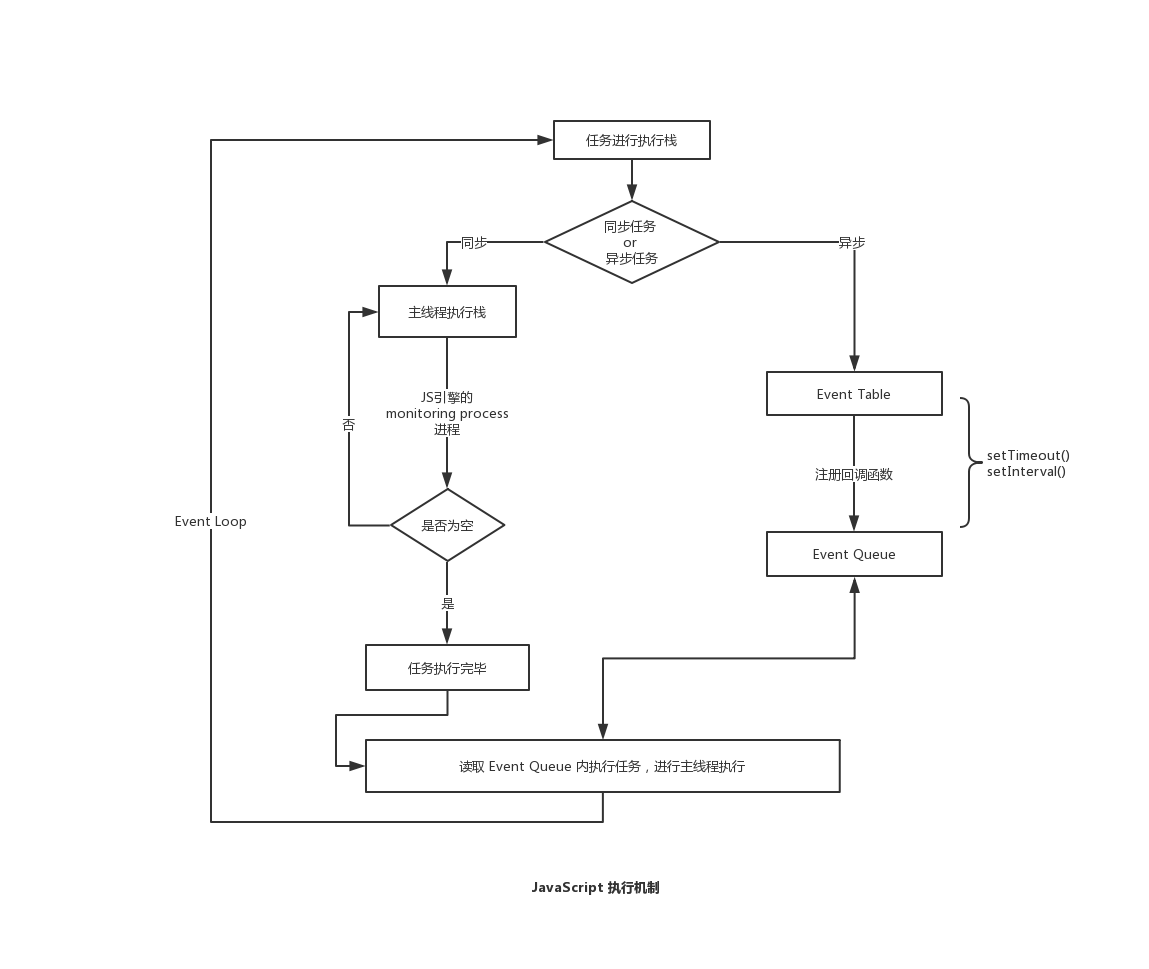 任务进行执行栈
同步任务
or
异步任务
同步
异步
主线程执行栈
Event Table
JS引擎的
monitoring process
进程
否
setTimeout()
setInterval()
注册回调函数
Event Loop
是否为空
Event Queue
是
任务执行完毕
读取 Event Queue 内执行任务，进行主线程执行
JavaScript 执行机制